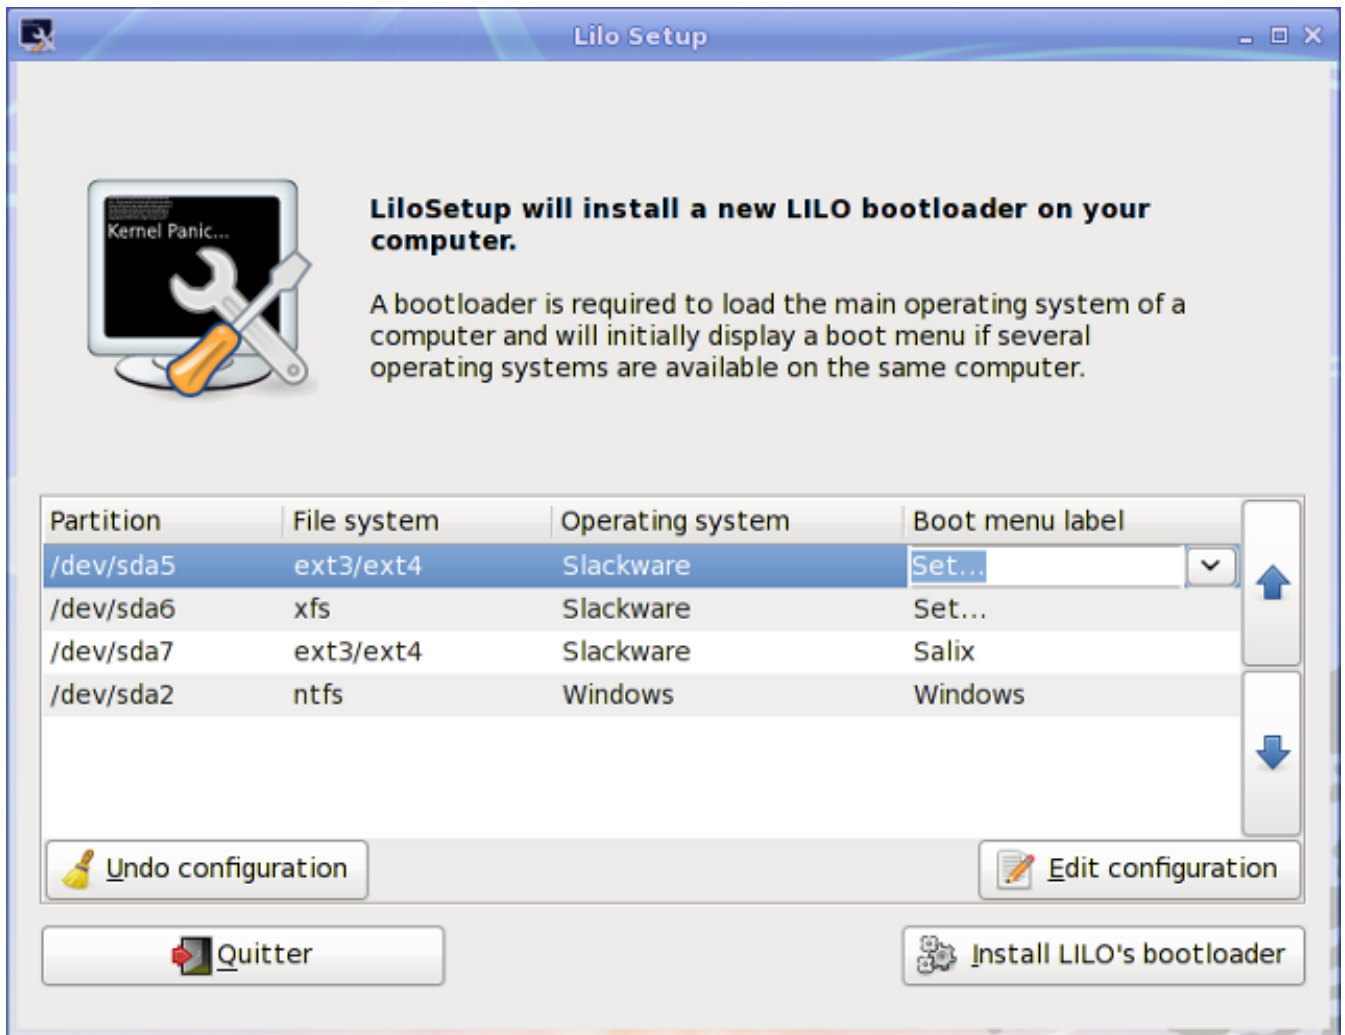 Lilo Setup
Kernel Panic...
LiloSetup will install a new LILO bootloader on your
computer.
A bootloader is required to load the main operating system of a
computer and will initially display a boot menu if several
operating systems are available on the same computer.
Partition File system Operating system Boot menu label
/dev/sda5 ext3/ext4 Slackware Set...
/dev/sda6 xfs Slackware Set...
/dev/sda7 ext3/ext4 Slackware Salix
/dev/sda2 ntfs Windows Windows
Undo configuration Edit configuration
Quitter Install LILO's bootloader